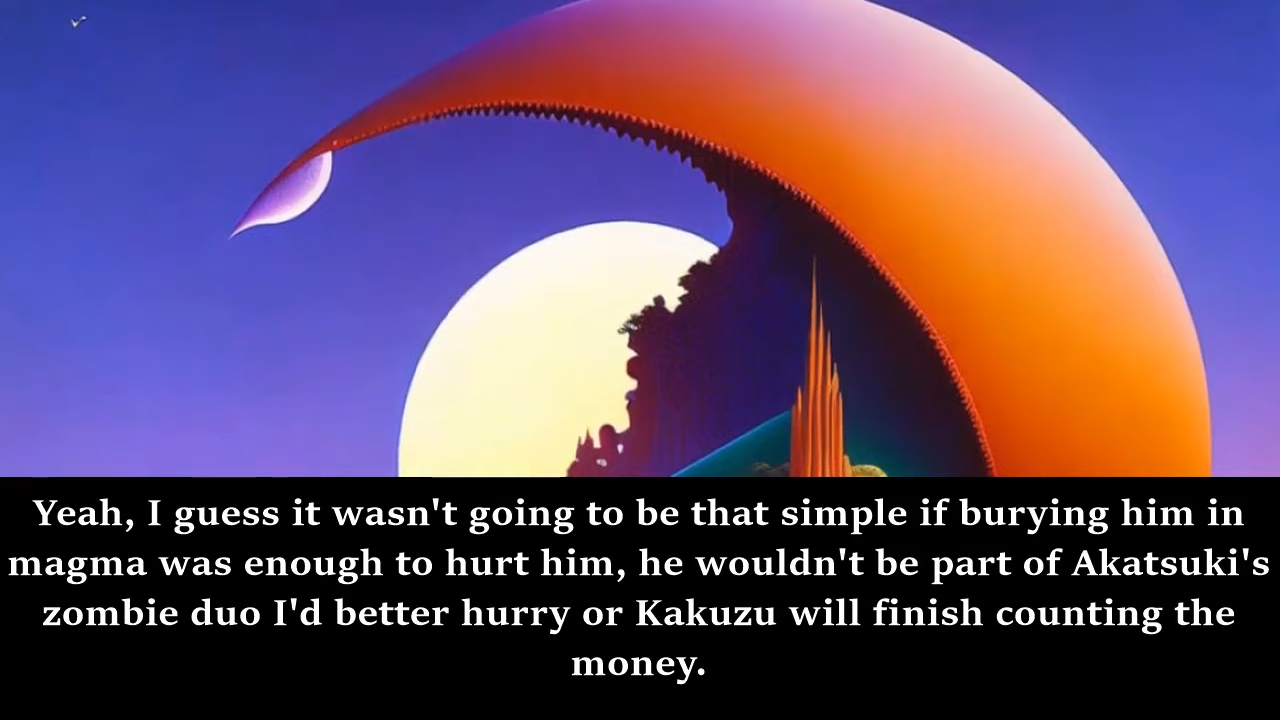 Yeah, I guess it wasn't going to be that simple if burying him in
magma was enough to hurt him, he wouldn't be part of Akatsuki's
zombie duo I'd better hurry or Kakuzu will finish counting the
money.